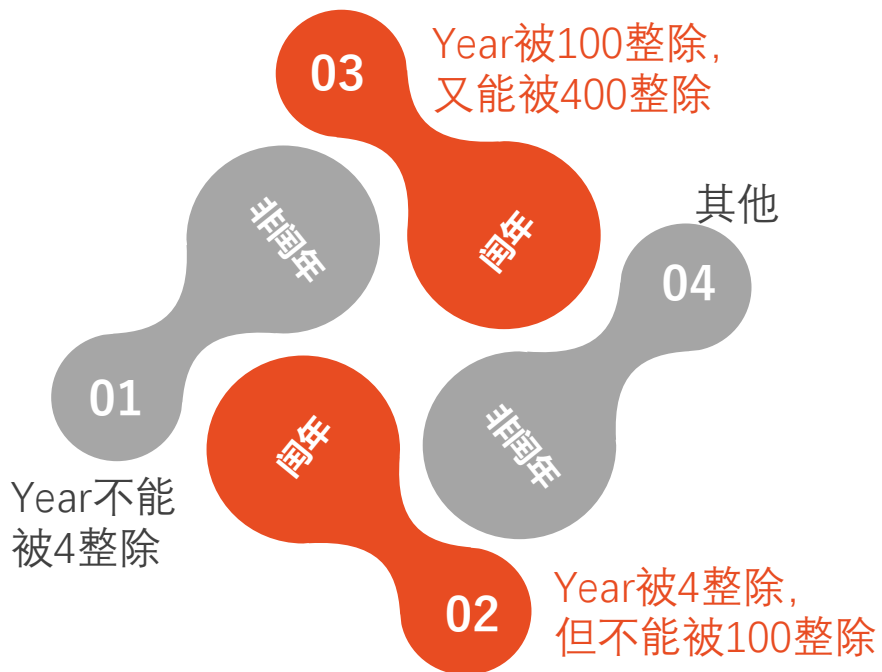 03
Year被100整除，
又能被400整除
闰年
非闰年
01
Year不能
被4整除
其他
04
非闰年
闰年
02
Year被4整除，
但不能被100整除